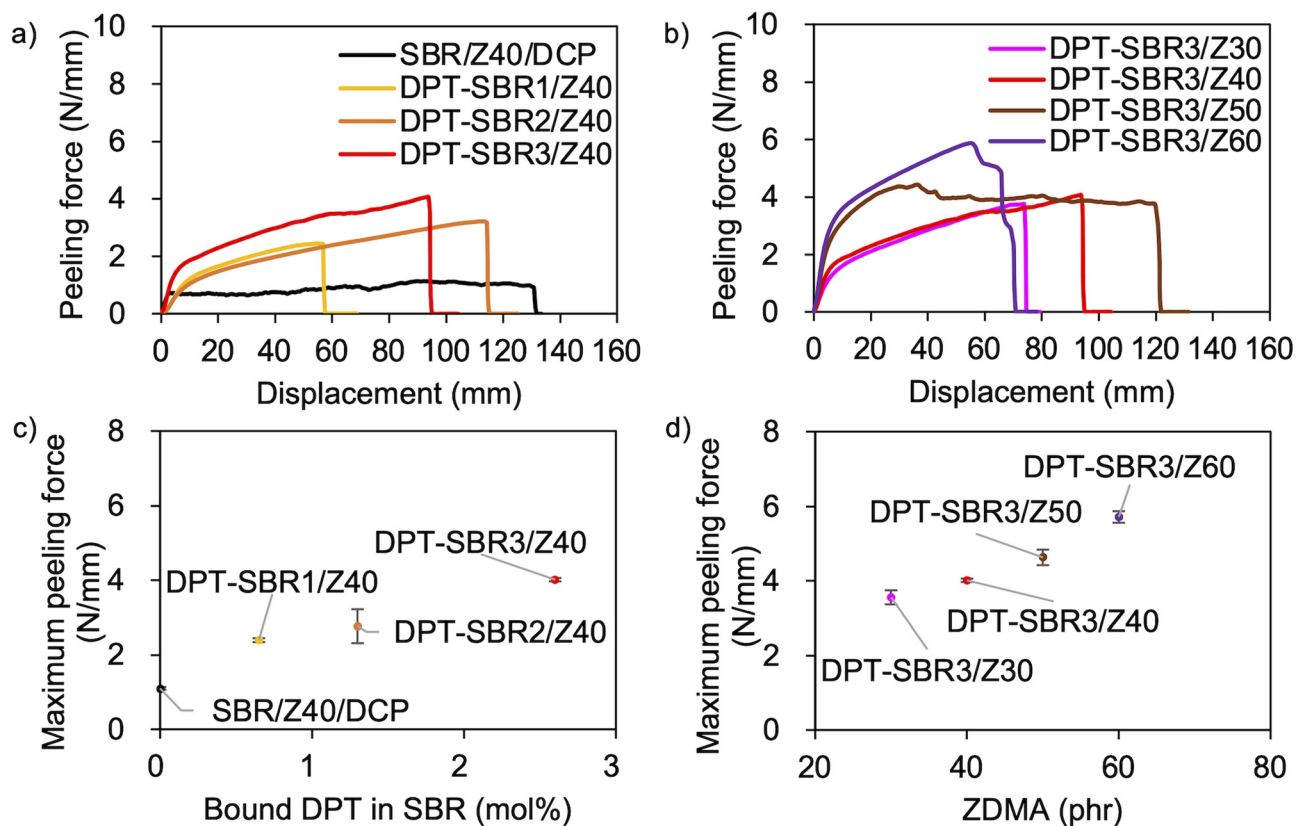 a)
Peeling force (N/mm)
10
8
6
4
2
0
SBR/Z40/DCP
DPT-SBR1/Z40
DPT-SBR2/Z40
DPT-SBR3/Z40
0 20 40 60 80 100 120 140 160
Displacement (mm)
b)
Peeling force (N/mm)
10
8
6
4
2
0
DPT-SBR3/Z30
DPT-SBR3/Z40
DPT-SBR3/Z50
DPT-SBR3/Z60
0 20 40 60 80 100 120 140 160
Displacement (mm)
c)
Maximum peeling force
(N/mm)
8
6
4
2
0
DPT-SBR3/Z40
DPT-SBR1/Z40
DPT-SBR2/Z40
SBR/Z40/DCP
0 1 2 3
Bound DPT in SBR (mol%)
d)
Maximum peeling force
(N/mm)
8
6
4
2
0
DPT-SBR3/Z60
DPT-SBR3/Z50
DPT-SBR3/Z40
DPT-SBR3/Z30
20 40 60 80
ZDMA (phr)